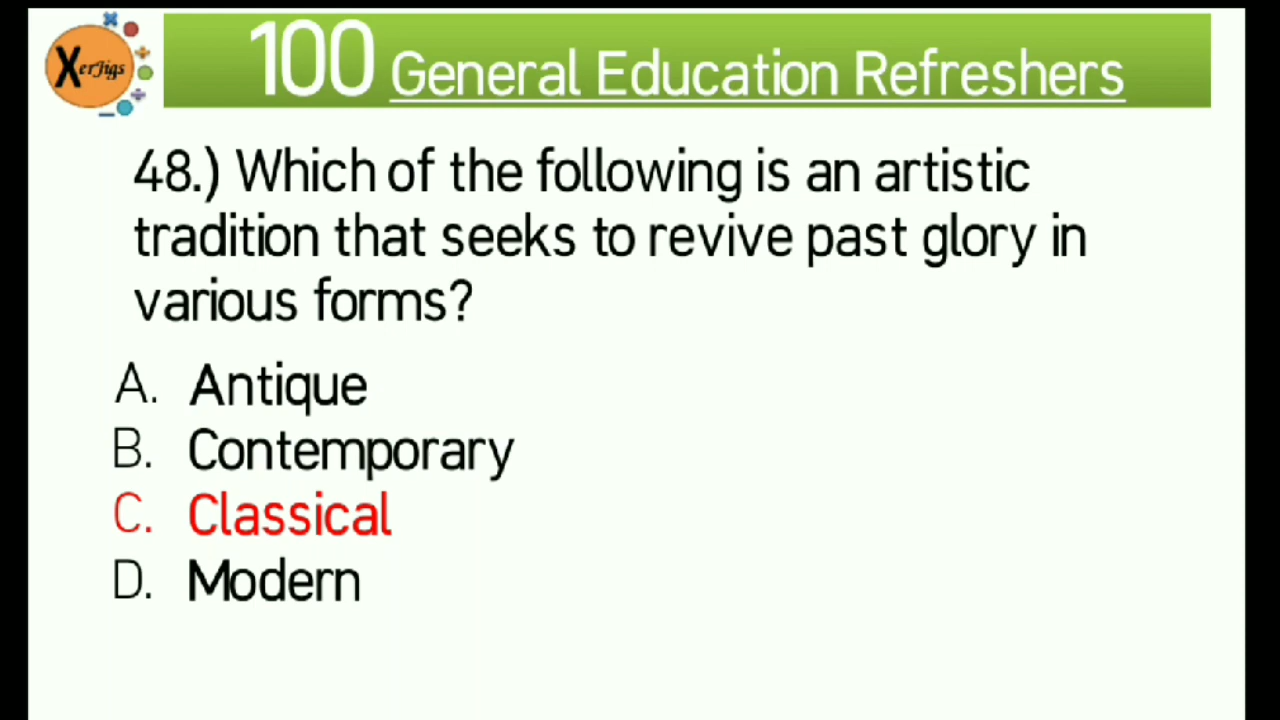 XerJigs
100 General Education Refreshers
48.) Which of the following is an artistic
tradition that seeks to revive past glory in
various forms?
A. Antique
B. Contemporary
C. Classical
D. Modern